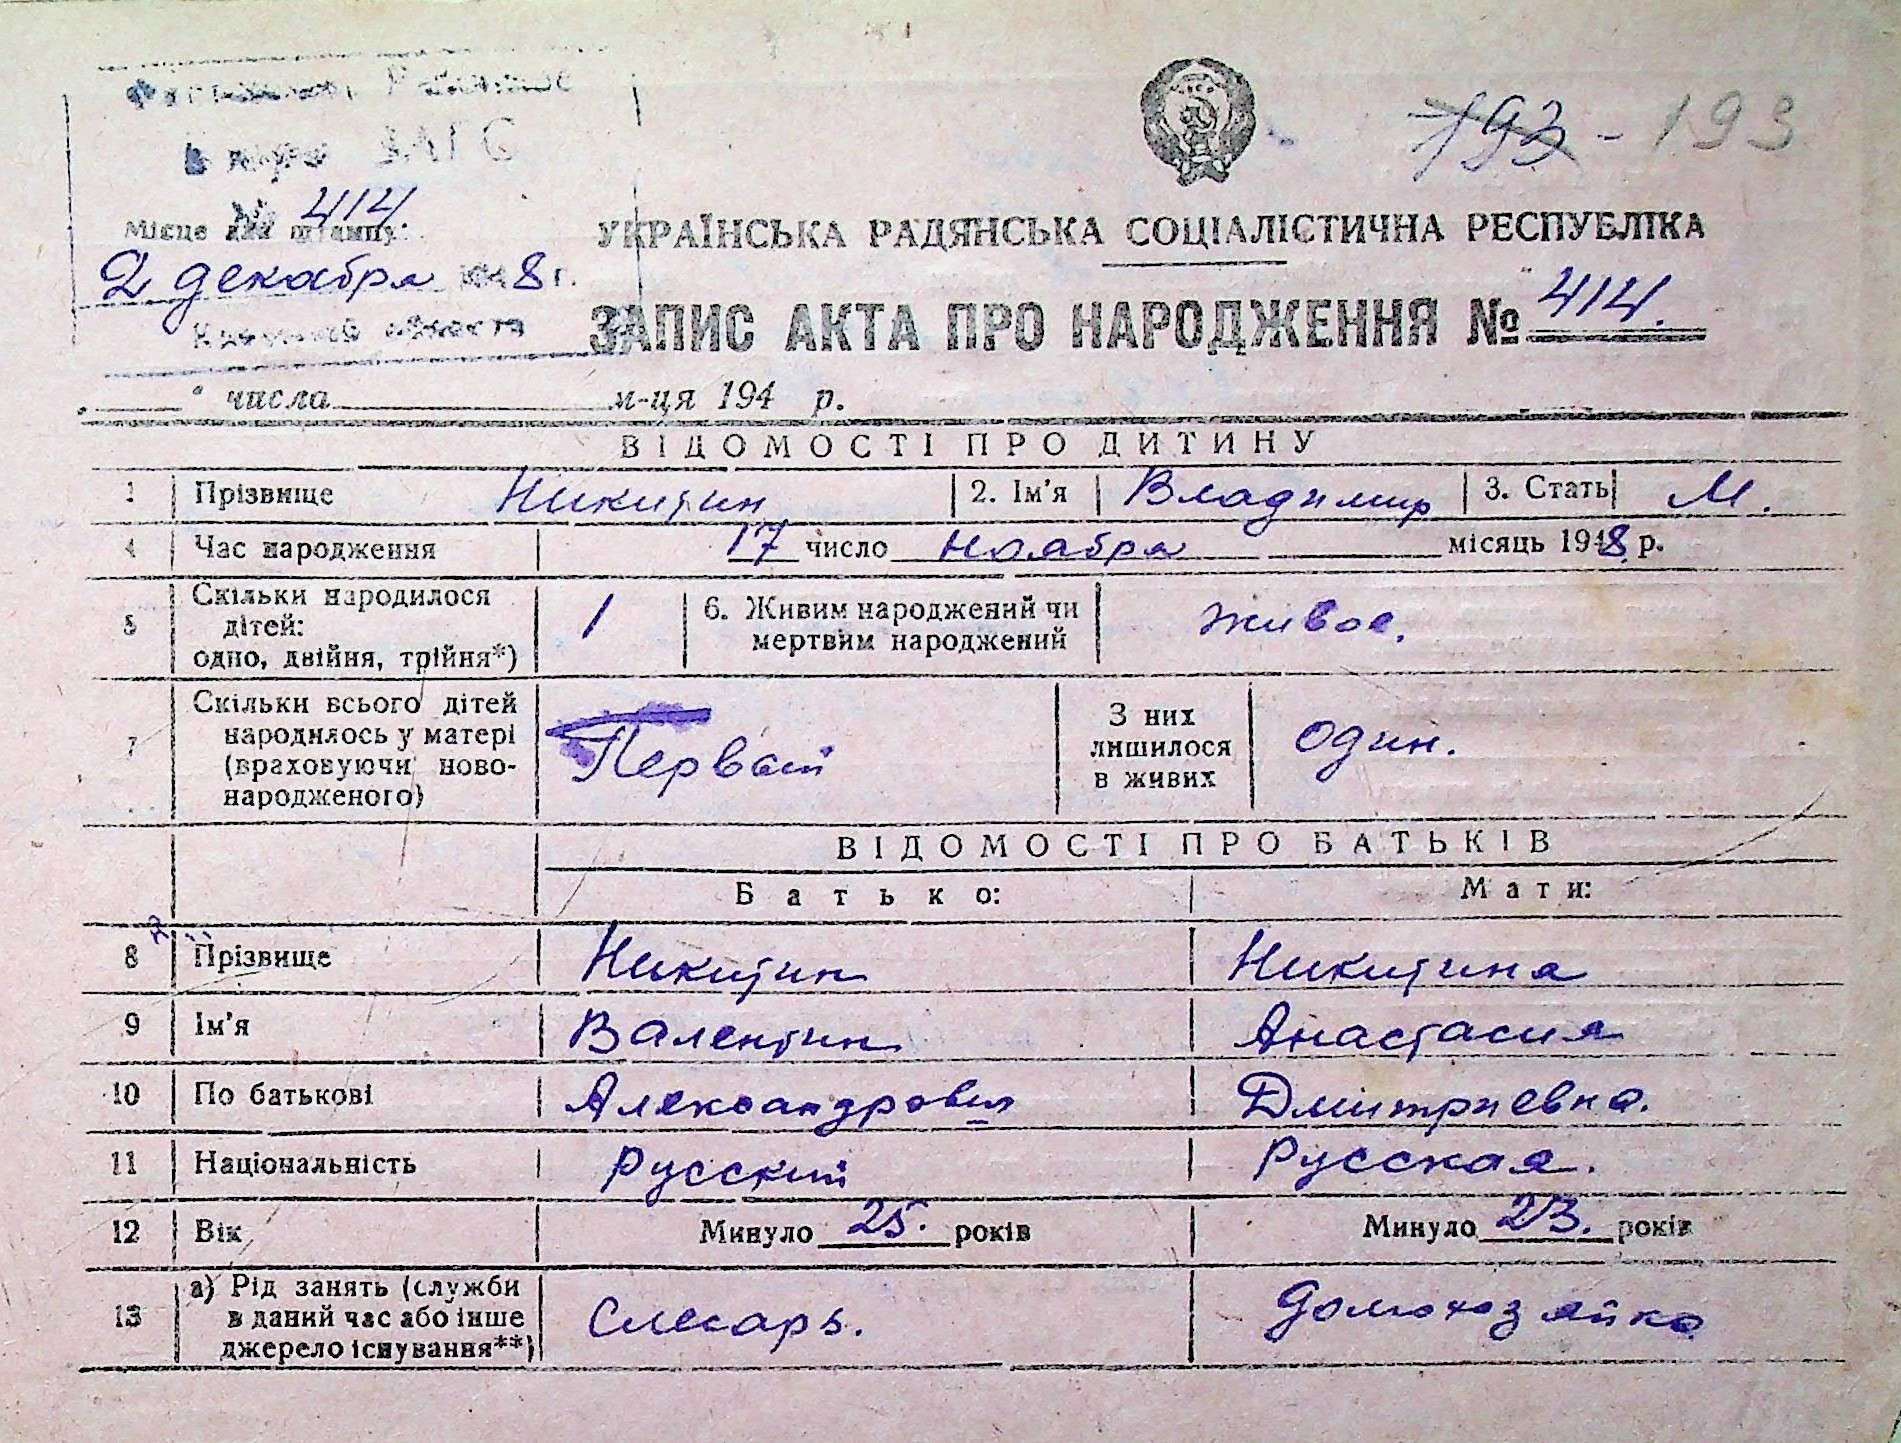 ЗАГС
№ 414
Місце для штампу:
2 декабря 1948 г.
области
193 - 193
УКРАЇНСЬКА РАДЯНСЬКА СОЦІАЛІСТИЧНА РЕСПУБЛІКА
ЗАПИС АКТА ПРО НАРОДЖЕННЯ № 414.
" числа м-ця 194 р.
ВІДОМОСТІ ПРО ДИТИНУ
1 Прізвище Никитин 2. Ім'я Владимир 3. Стать М.
4 Час народження 17 число ноября місяць 1948 р.
5 Скільки народилося дітей: одно, двійня, трійня*) 1 6. Живим народжений чи мертвим народжений живое.
7 Скільки всього дітей народилось у матері (враховуючи ново-народженого) Первый З них лишилося в живих один.
ВІДОМОСТІ ПРО БАТЬКІВ
Батько: Мати:
8 Прізвище Никитин Никитина
9 Ім'я Валентин Анастасия
10 По батькові Александрович Дмитриевна.
11 Національність русский Русская.
12 Вік Минуло 25. років Минуло 23. років
13 а) Рід занять (служби в даний час або інше джерело існування**) Слесарь. домохозяйка